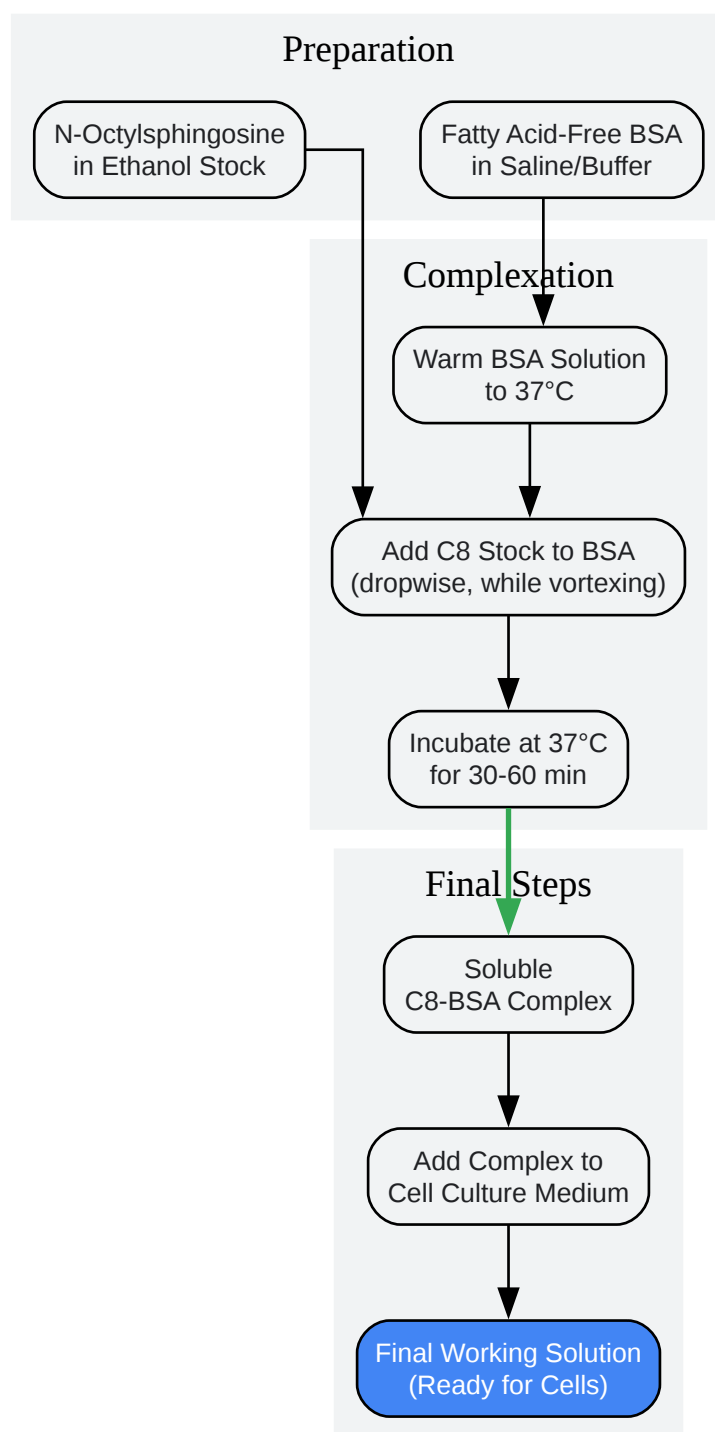 Preparation
N-Octylsphingosine
in Ethanol Stock
Fatty Acid-Free BSA
in Saline/Buffer
Complexation
Warm BSA Solution
to 37°C
Add C8 Stock to BSA
(dropwise, while vortexing)
Incubate at 37°C
for 30-60 min
Final Steps
Soluble
C8-BSA Complex
Add Complex to
Cell Culture Medium
Final Working Solution
(Ready for Cells)